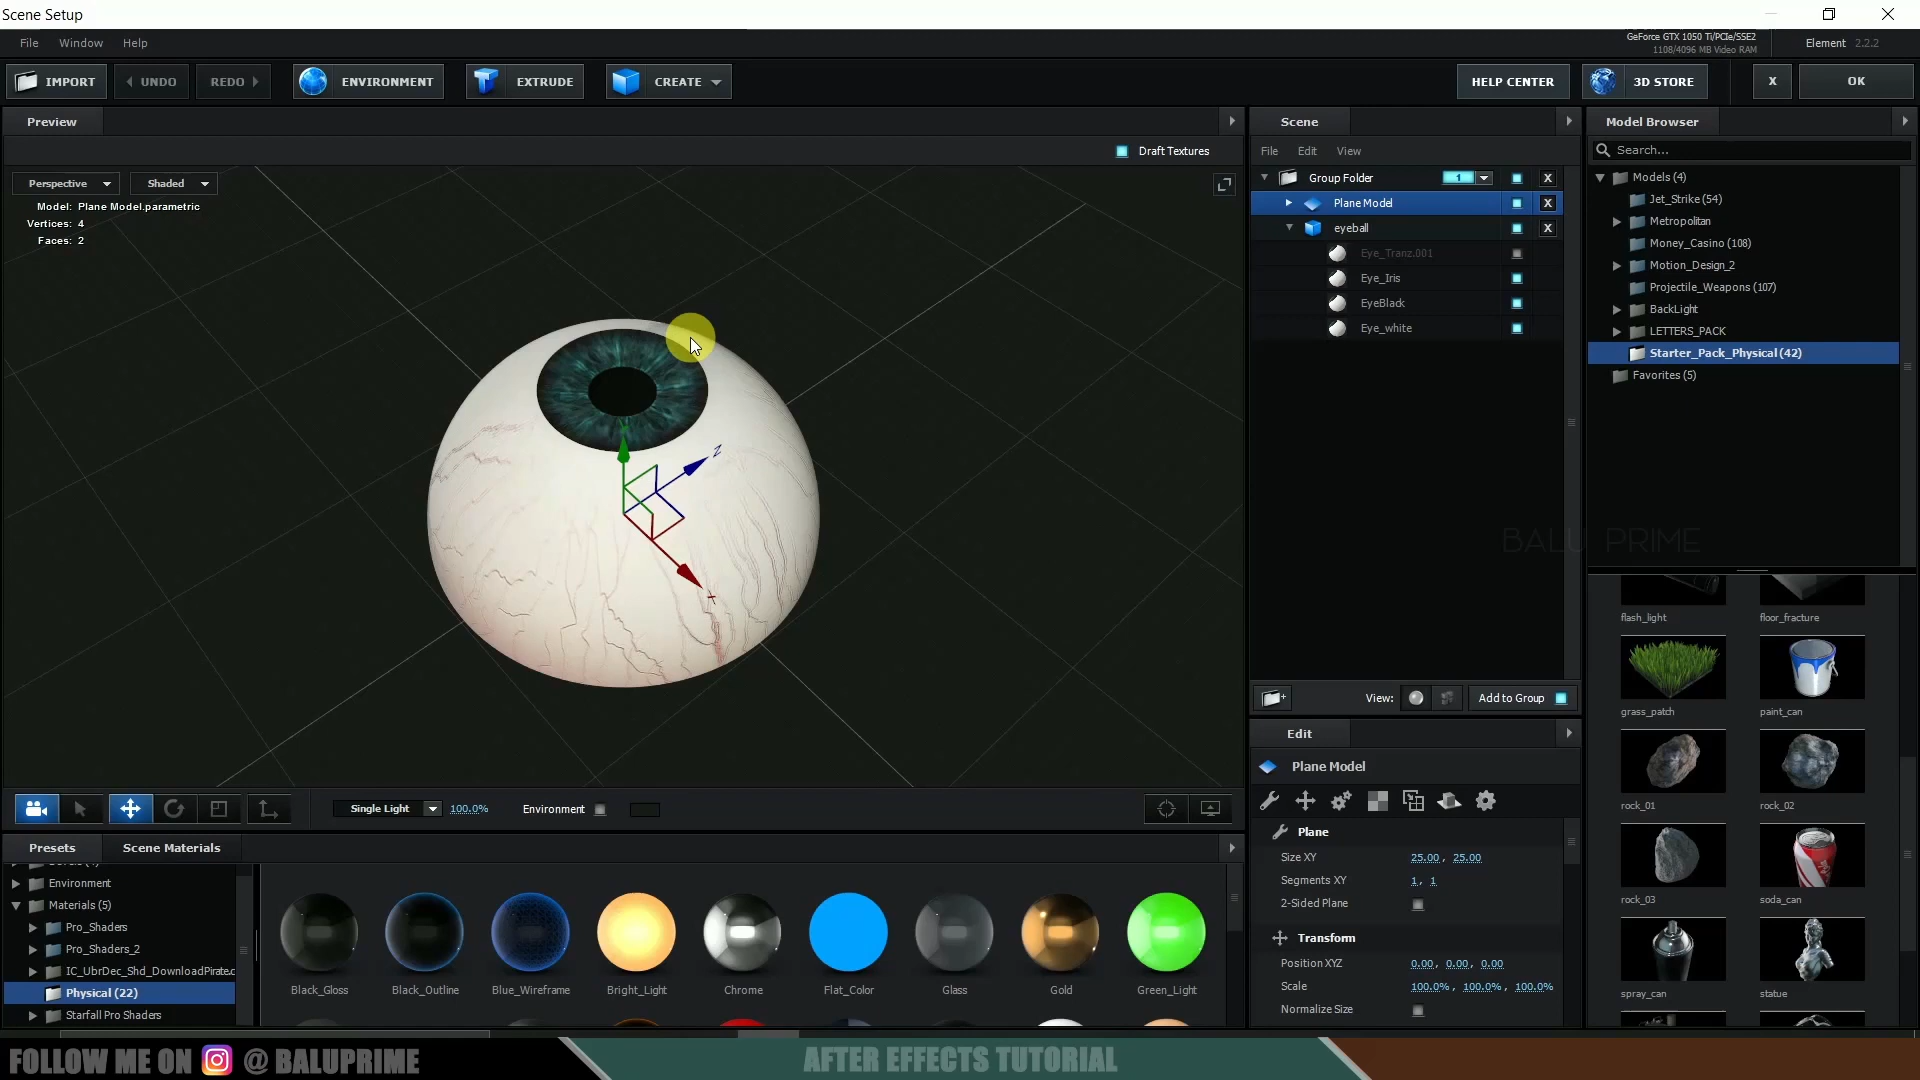 Scene Setup
File Window Help
GeForce GTX 1050 Ti/PCIe/SSE2
1108/4096 MB Video RAM
Element 2.2.2
IMPORT UNDO REDO ENVIRONMENT EXTRUDE CREATE HELP CENTER 3D STORE X OK
Preview
Draft Textures
Perspective Shaded
Model: Plane Model.parametric
Vertices: 4
Faces: 2
Z
X
Single Light 100.0% Environment
Scene
File Edit View
Group Folder 1 X
Plane Model X
eyeball X
Eye_Tranz.001
Eye_Iris
EyeBlack
Eye_white
View: Add to Group
Edit
Plane Model
Plane
Size XY 25.00, 25.00
Segments XY 1, 1
2-Sided Plane
Transform
Position XYZ 0.00, 0.00, 0.00
Scale 100.0%, 100.0%, 100.0%
Normalize Size
Model Browser
Search...
Models (4)
Jet_Strike (54)
Metropolitan
Money_Casino (108)
Motion_Design_2
Projectile_Weapons (107)
BackLight
LETTERS_PACK
Starter_Pack_Physical (42)
Favorites (5)
BALU PRIME
flash_light floor_fracture
grass_patch paint_can
rock_01 rock_02
rock_03 soda_can
spray_can statue
Presets Scene Materials
Environment
Materials (5)
Pro_Shaders
Pro_Shaders_2
IC_UbrDec_Shd_DownloadPirate.c
Physical (22)
Starfall Pro Shaders
Black_Gloss Black_Outline Blue_Wireframe Bright_Light Chrome Flat_Color Glass Gold Green_Light
FOLLOW ME ON @ BALUPRIME
AFTER EFFECTS TUTORIAL